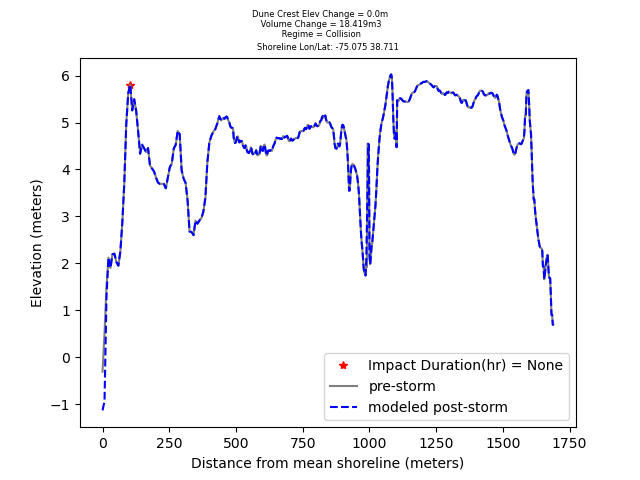 Dune Crest Elev Change = 0.0m
Volume Change = 18.419m3
Regime = Collision
Shoreline Lon/Lat: -75.075 38.711
6
5
4
3
2
1
0
−1
Elevation (meters)
Impact Duration(hr) = None
pre-storm
modeled post-storm
0 250 500 750 1000 1250 1500 1750
Distance from mean shoreline (meters)